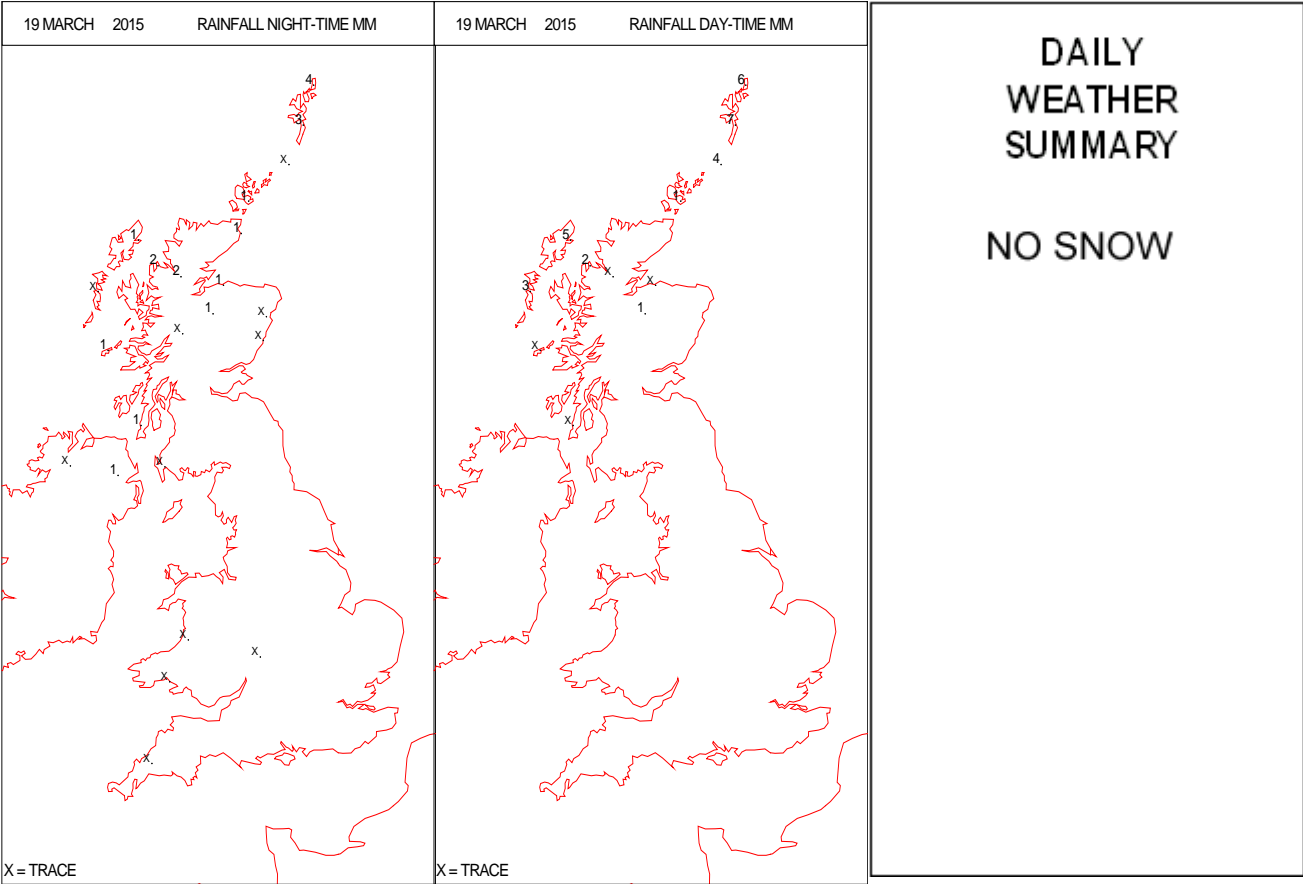 19 MARCH 2015 RAINFALL NIGHT-TIME MM
4
3
X
1
1
1
2
2
1
X
1
X
X
X
1
1
X
X
1
X
X
X
X
X = TRACE
19 MARCH 2015 RAINFALL DAY-TIME MM
6
7
4
1
5
2
X
X
3
1
X
X
X = TRACE
DAILY
WEATHER
SUMMARY
NO SNOW